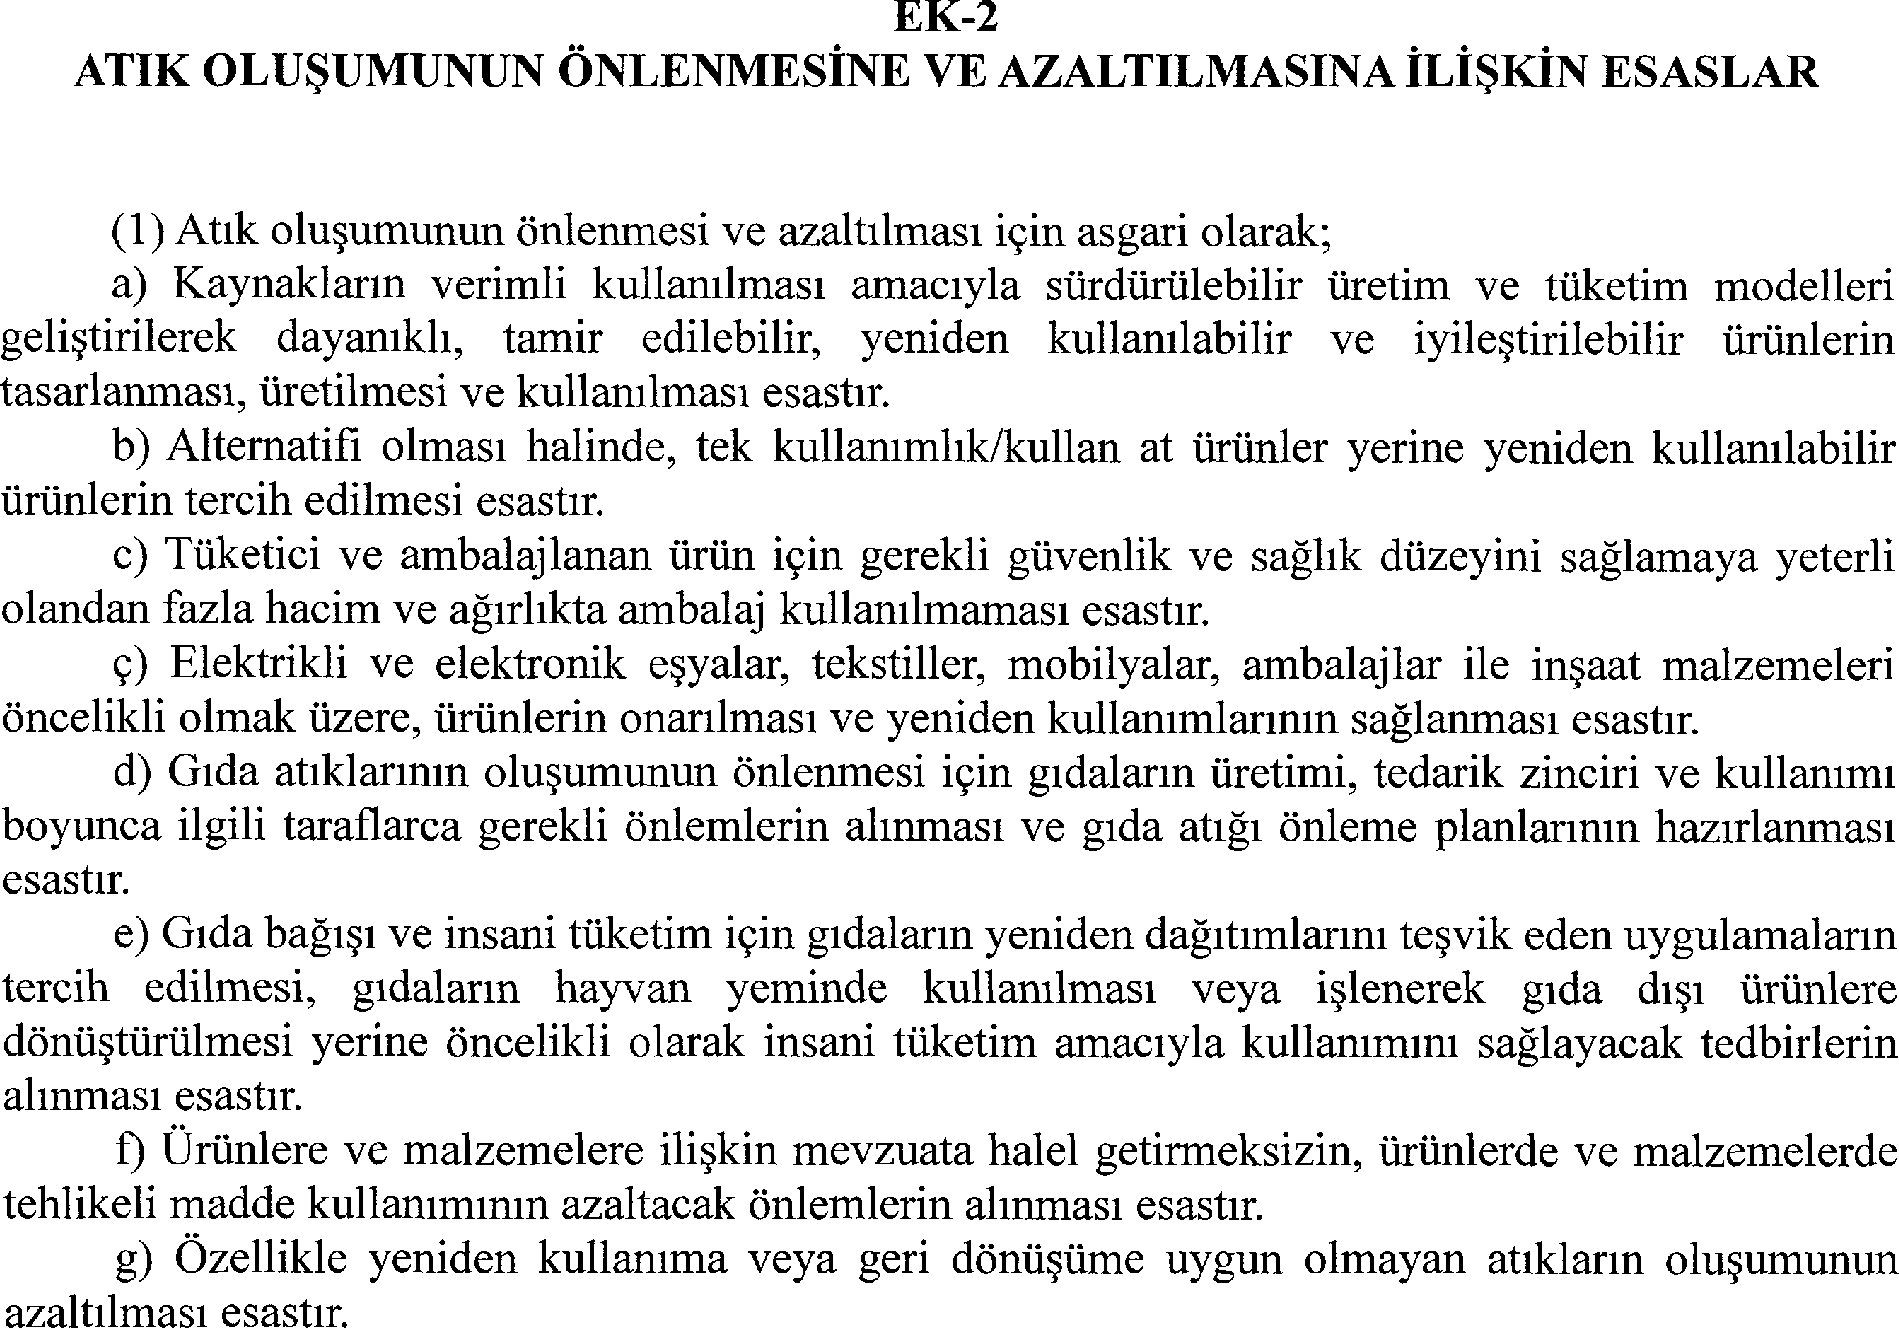 EK-2
ATIK OLUŞUMUNUN ÖNLENMESİNE VE AZALTILMASINA İLİŞKİN ESASLAR
(1) Atık oluşumunun önlenmesi ve azaltılması için asgari olarak;
a) Kaynakların verimli kullanılması amacıyla sürdürülebilir üretim ve tüketim modelleri
geliştirilerek dayanıklı, tamir edilebilir, yeniden kullanılabilir ve iyileştirilebilir ürünlerin
tasarlanması, üretilmesi ve kullanılması esastır.
b) Alternatifi olması halinde, tek kullanımlık/kullan at ürünler yerine yeniden kullanılabilir
ürünlerin tercih edilmesi esastır.
c) Tüketici ve ambalajlanan ürün için gerekli güvenlik ve sağlık düzeyini sağlamaya yeterli
olandan fazla hacim ve ağırlıkta ambalaj kullanılmaması esastır.
ç) Elektrikli ve elektronik eşyalar, tekstiller, mobilyalar, ambalajlar ile inşaat malzemeleri
öncelikli olmak üzere, ürünlerin onarılması ve yeniden kullanımlarının sağlanması esastır.
d) Gıda atıklarının oluşumunun önlenmesi için gıdaların üretimi, tedarik zinciri ve kullanımı
boyunca ilgili taraflarca gerekli önlemlerin alınması ve gıda atığı önleme planlarının hazırlanması
esastır.
e) Gıda bağışı ve insani tüketim için gıdaların yeniden dağıtımlarını teşvik eden uygulamaların
tercih edilmesi, gıdaların hayvan yeminde kullanılması veya işlenerek gıda dışı ürünlere
dönüştürülmesi yerine öncelikli olarak insani tüketim amacıyla kullanımını sağlayacak tedbirlerin
alınması esastır.
f) Ürünlere ve malzemelere ilişkin mevzuata halel getirmeksizin, ürünlerde ve malzemelerde
tehlikeli madde kullanımının azaltacak önlemlerin alınması esastır.
g) Özellikle yeniden kullanıma veya geri dönüşüme uygun olmayan atıkların oluşumunun
azaltılması esastır.